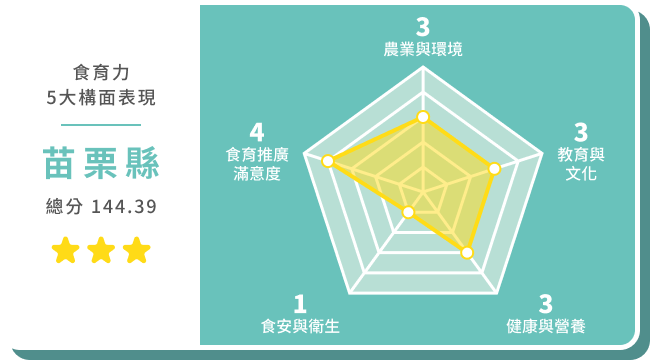 食育力
5大構面表現
苗栗縣
總分 144.39
3
農業與環境
4
食育推廣
滿意度
3
教育與
文化
1
食安與衛生
3
健康與營養